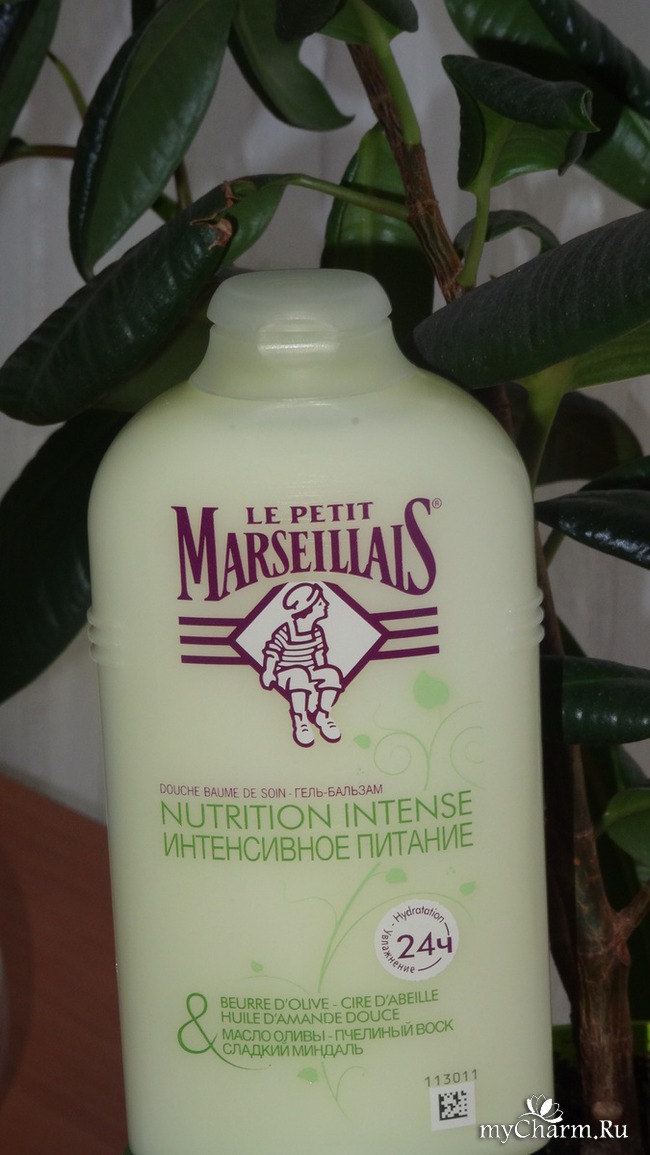 LE PETIT
MARSEILLAIS®
DOUCHE BAUME DE SOIN · ГЕЛЬ-БАЛЬЗАМ
NUTRITION INTENSE
ИНТЕНСИВНОЕ ПИТАНИЕ
Hydratation - Увлажнение
24ч
& BEURRE D'OLIVE - CIRE D'ABEILLE
HUILE D'AMANDE DOUCE
МАСЛО ОЛИВЫ - ПЧЕЛИНЫЙ ВОСК
СЛАДКИЙ МИНДАЛЬ
113011
myCharm.Ru